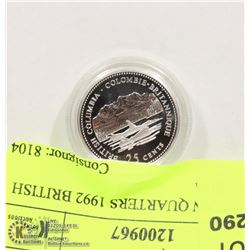 BRITISH COLUMBIA - COLOMBIE-BRITANNIQUE
25 CENTS
Consignor: 8104
QUARTERS 1992 BRITISH
1200967
290